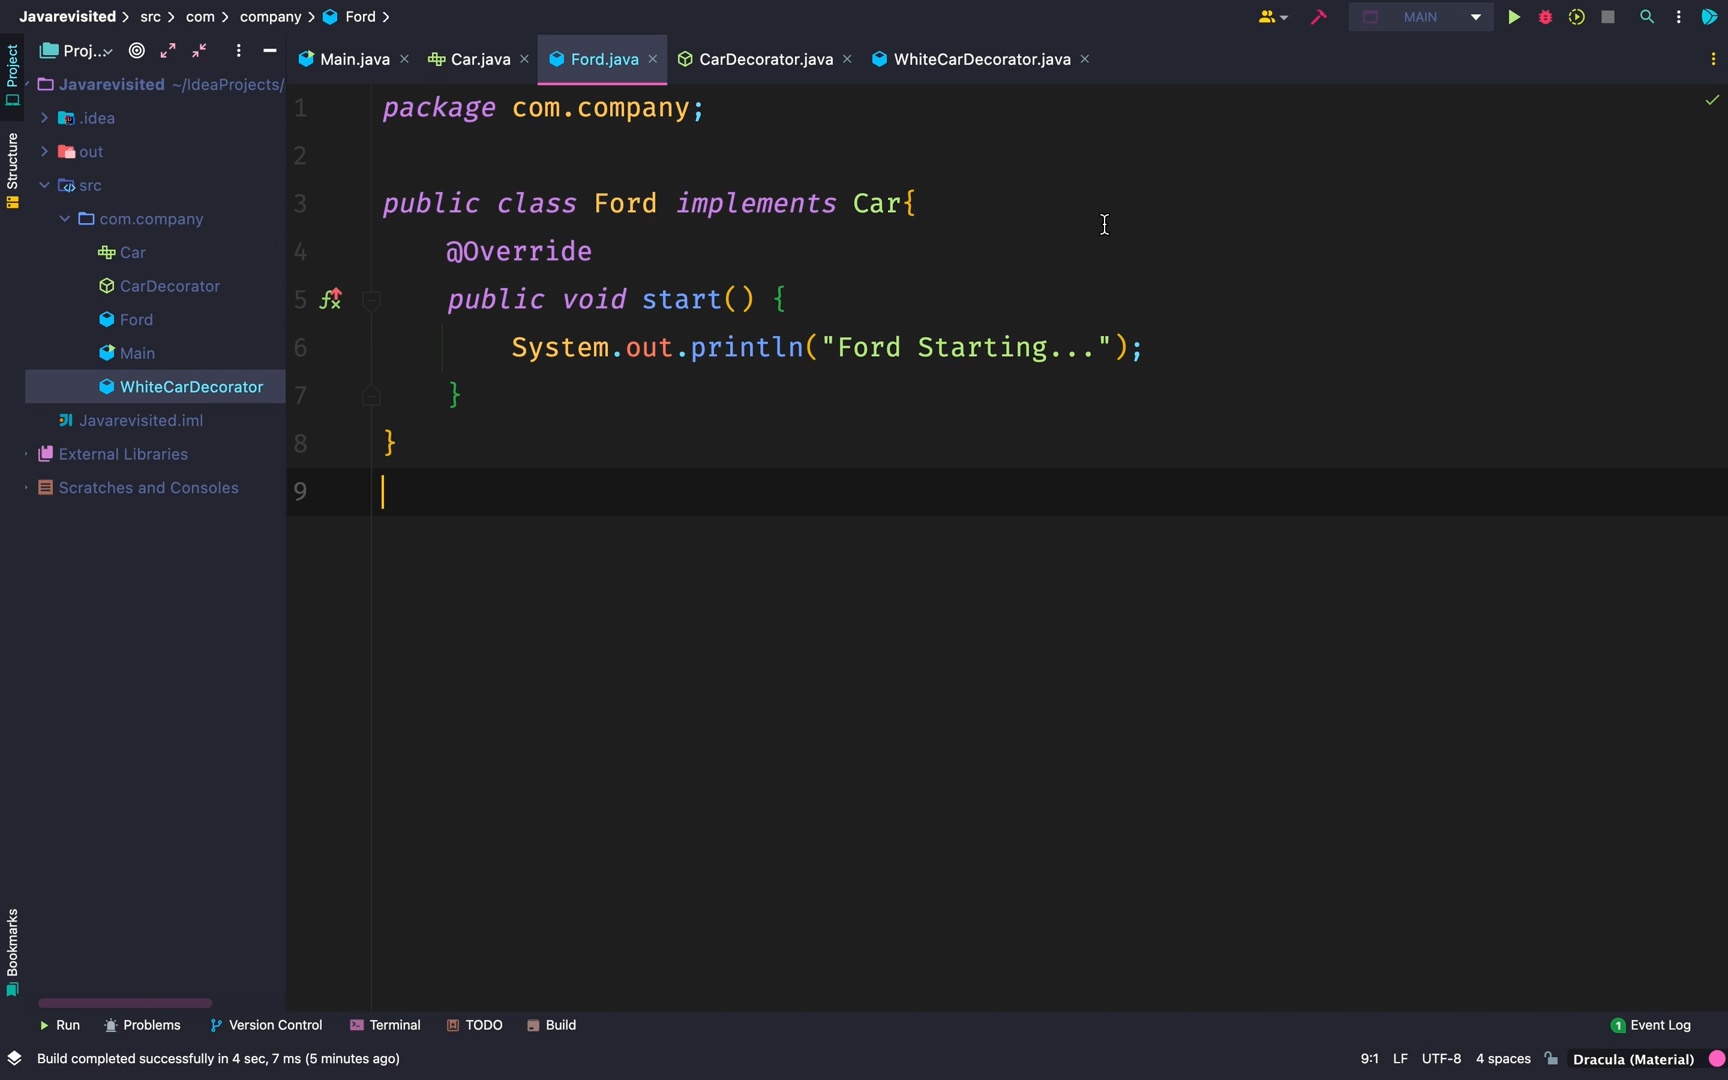 Javarevisited > src > com > company > Ford >
MAIN
Project
Structure
Bookmarks
Proj...
Javarevisited ~/IdeaProjects/
.idea
out
src
com.company
Car
CarDecorator
Ford
Main
WhiteCarDecorator
Javarevisited.iml
External Libraries
Scratches and Consoles
Main.java
Car.java
Ford.java
CarDecorator.java
WhiteCarDecorator.java
1 package com.company;
2
3 public class Ford implements Car{
4 @Override
5 public void start() {
6 System.out.println("Ford Starting...");
7 }
8 }
9
Run
Problems
Version Control
Terminal
TODO
Build
1 Event Log
Build completed successfully in 4 sec, 7 ms (5 minutes ago)
9:1 LF UTF-8 4 spaces Dracula (Material)